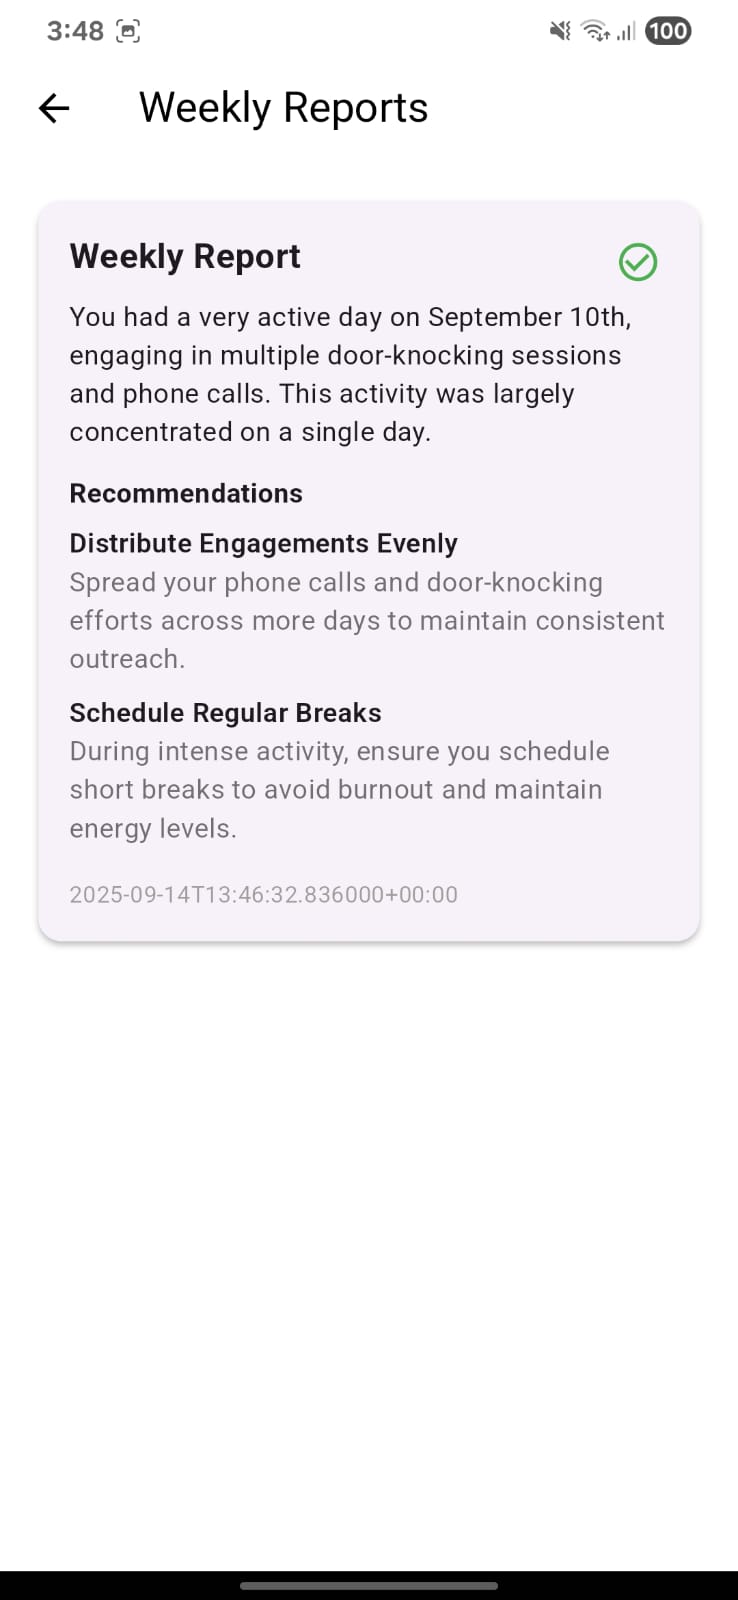 3:48
100
Weekly Reports
Weekly Report
You had a very active day on September 10th,
engaging in multiple door-knocking sessions
and phone calls. This activity was largely
concentrated on a single day.
Recommendations
Distribute Engagements Evenly
Spread your phone calls and door-knocking
efforts across more days to maintain consistent
outreach.
Schedule Regular Breaks
During intense activity, ensure you schedule
short breaks to avoid burnout and maintain
energy levels.
2025-09-14T13:46:32.836000+00:00